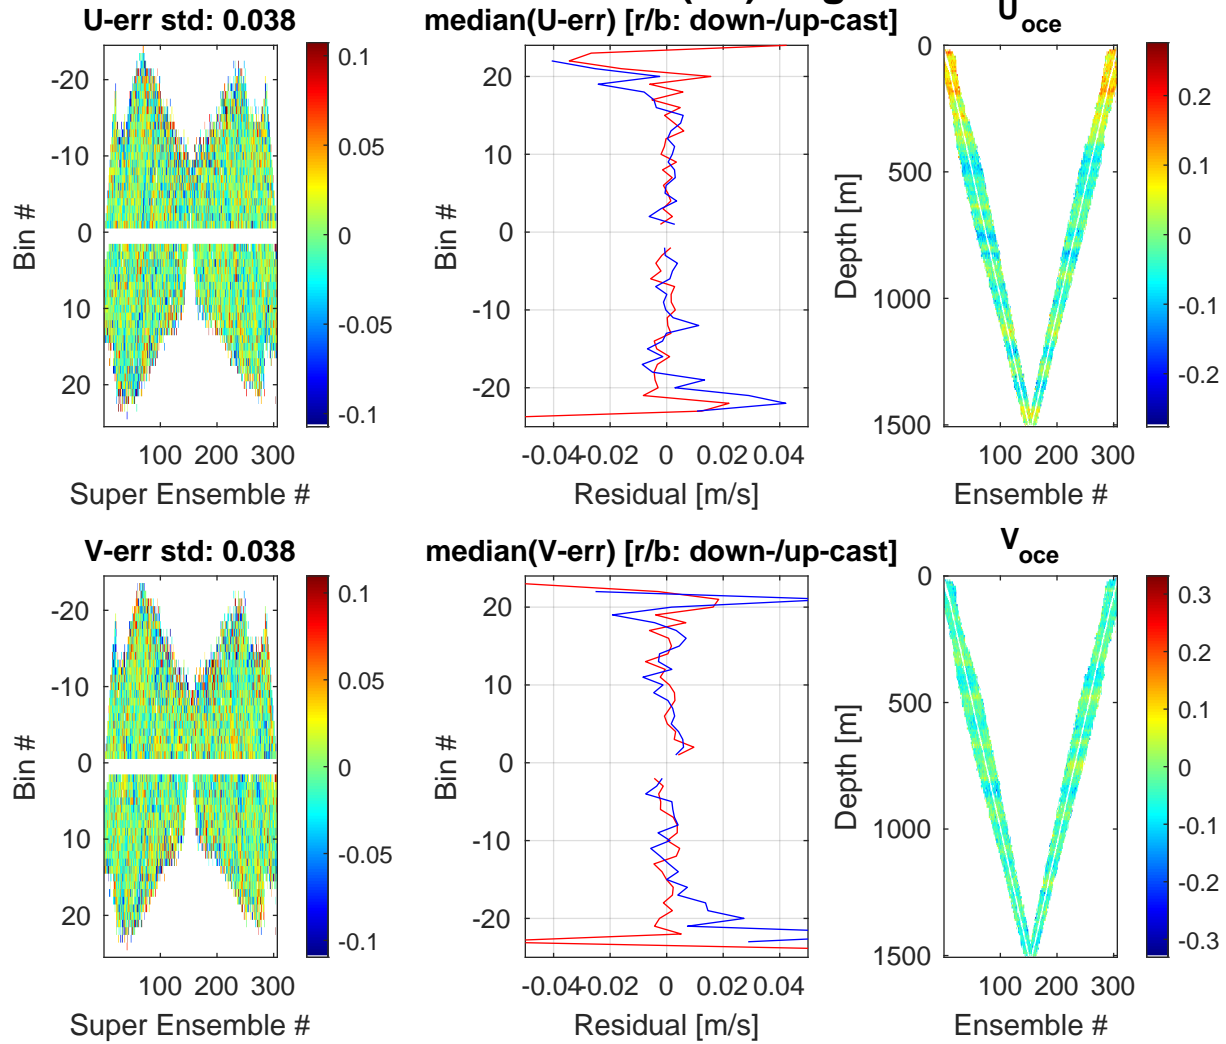 U-err std: 0.038
median(U-err) [r/b: down-/up-cast]
U_oce
-20
-10
0
10
20
Bin #
100 200 300
Super Ensemble #
0.1
0.05
0
-0.05
-0.1
20
10
0
-10
-20
Bin #
-0.04 -0.02 0 0.02 0.04
Residual [m/s]
0
500
1000
1500
Depth [m]
100 200 300
Ensemble #
0.2
0.1
0
-0.1
-0.2
V-err std: 0.038
median(V-err) [r/b: down-/up-cast]
V_oce
-20
-10
0
10
20
Bin #
100 200 300
Super Ensemble #
0.1
0.05
0
-0.05
-0.1
20
10
0
-10
-20
Bin #
-0.04 -0.02 0 0.02 0.04
Residual [m/s]
0
500
1000
1500
Depth [m]
100 200 300
Ensemble #
0.3
0.2
0.1
0
-0.1
-0.2
-0.3